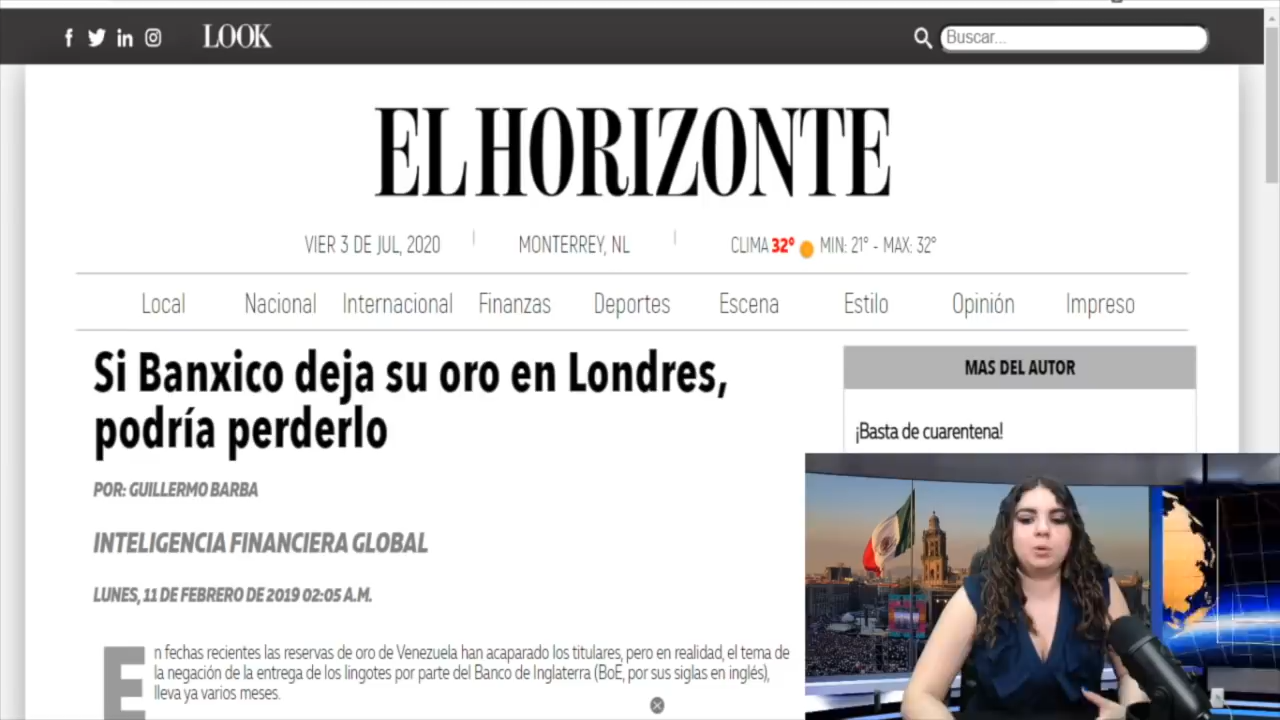 LOOK
Buscar...
EL HORIZONTE
VIER 3 DE JUL, 2020
MONTERREY, NL
CLIMA 32° MIN: 21° - MAX: 32°
Local Nacional Internacional Finanzas Deportes Escena Estilo Opinión Impreso
Si Banxico deja su oro en Londres,
podría perderlo
POR: GUILLERMO BARBA
INTELIGENCIA FINANCIERA GLOBAL
LUNES, 11 DE FEBRERO DE 2019 02:05 A.M.
En fechas recientes las reservas de oro de Venezuela han acaparado los titulares, pero en realidad, el tema de
la negación de la entrega de los lingotes por parte del Banco de Inglaterra (BoE, por sus siglas en inglés),
lleva ya varios meses.
MAS DEL AUTOR
¡Basta de cuarentena!